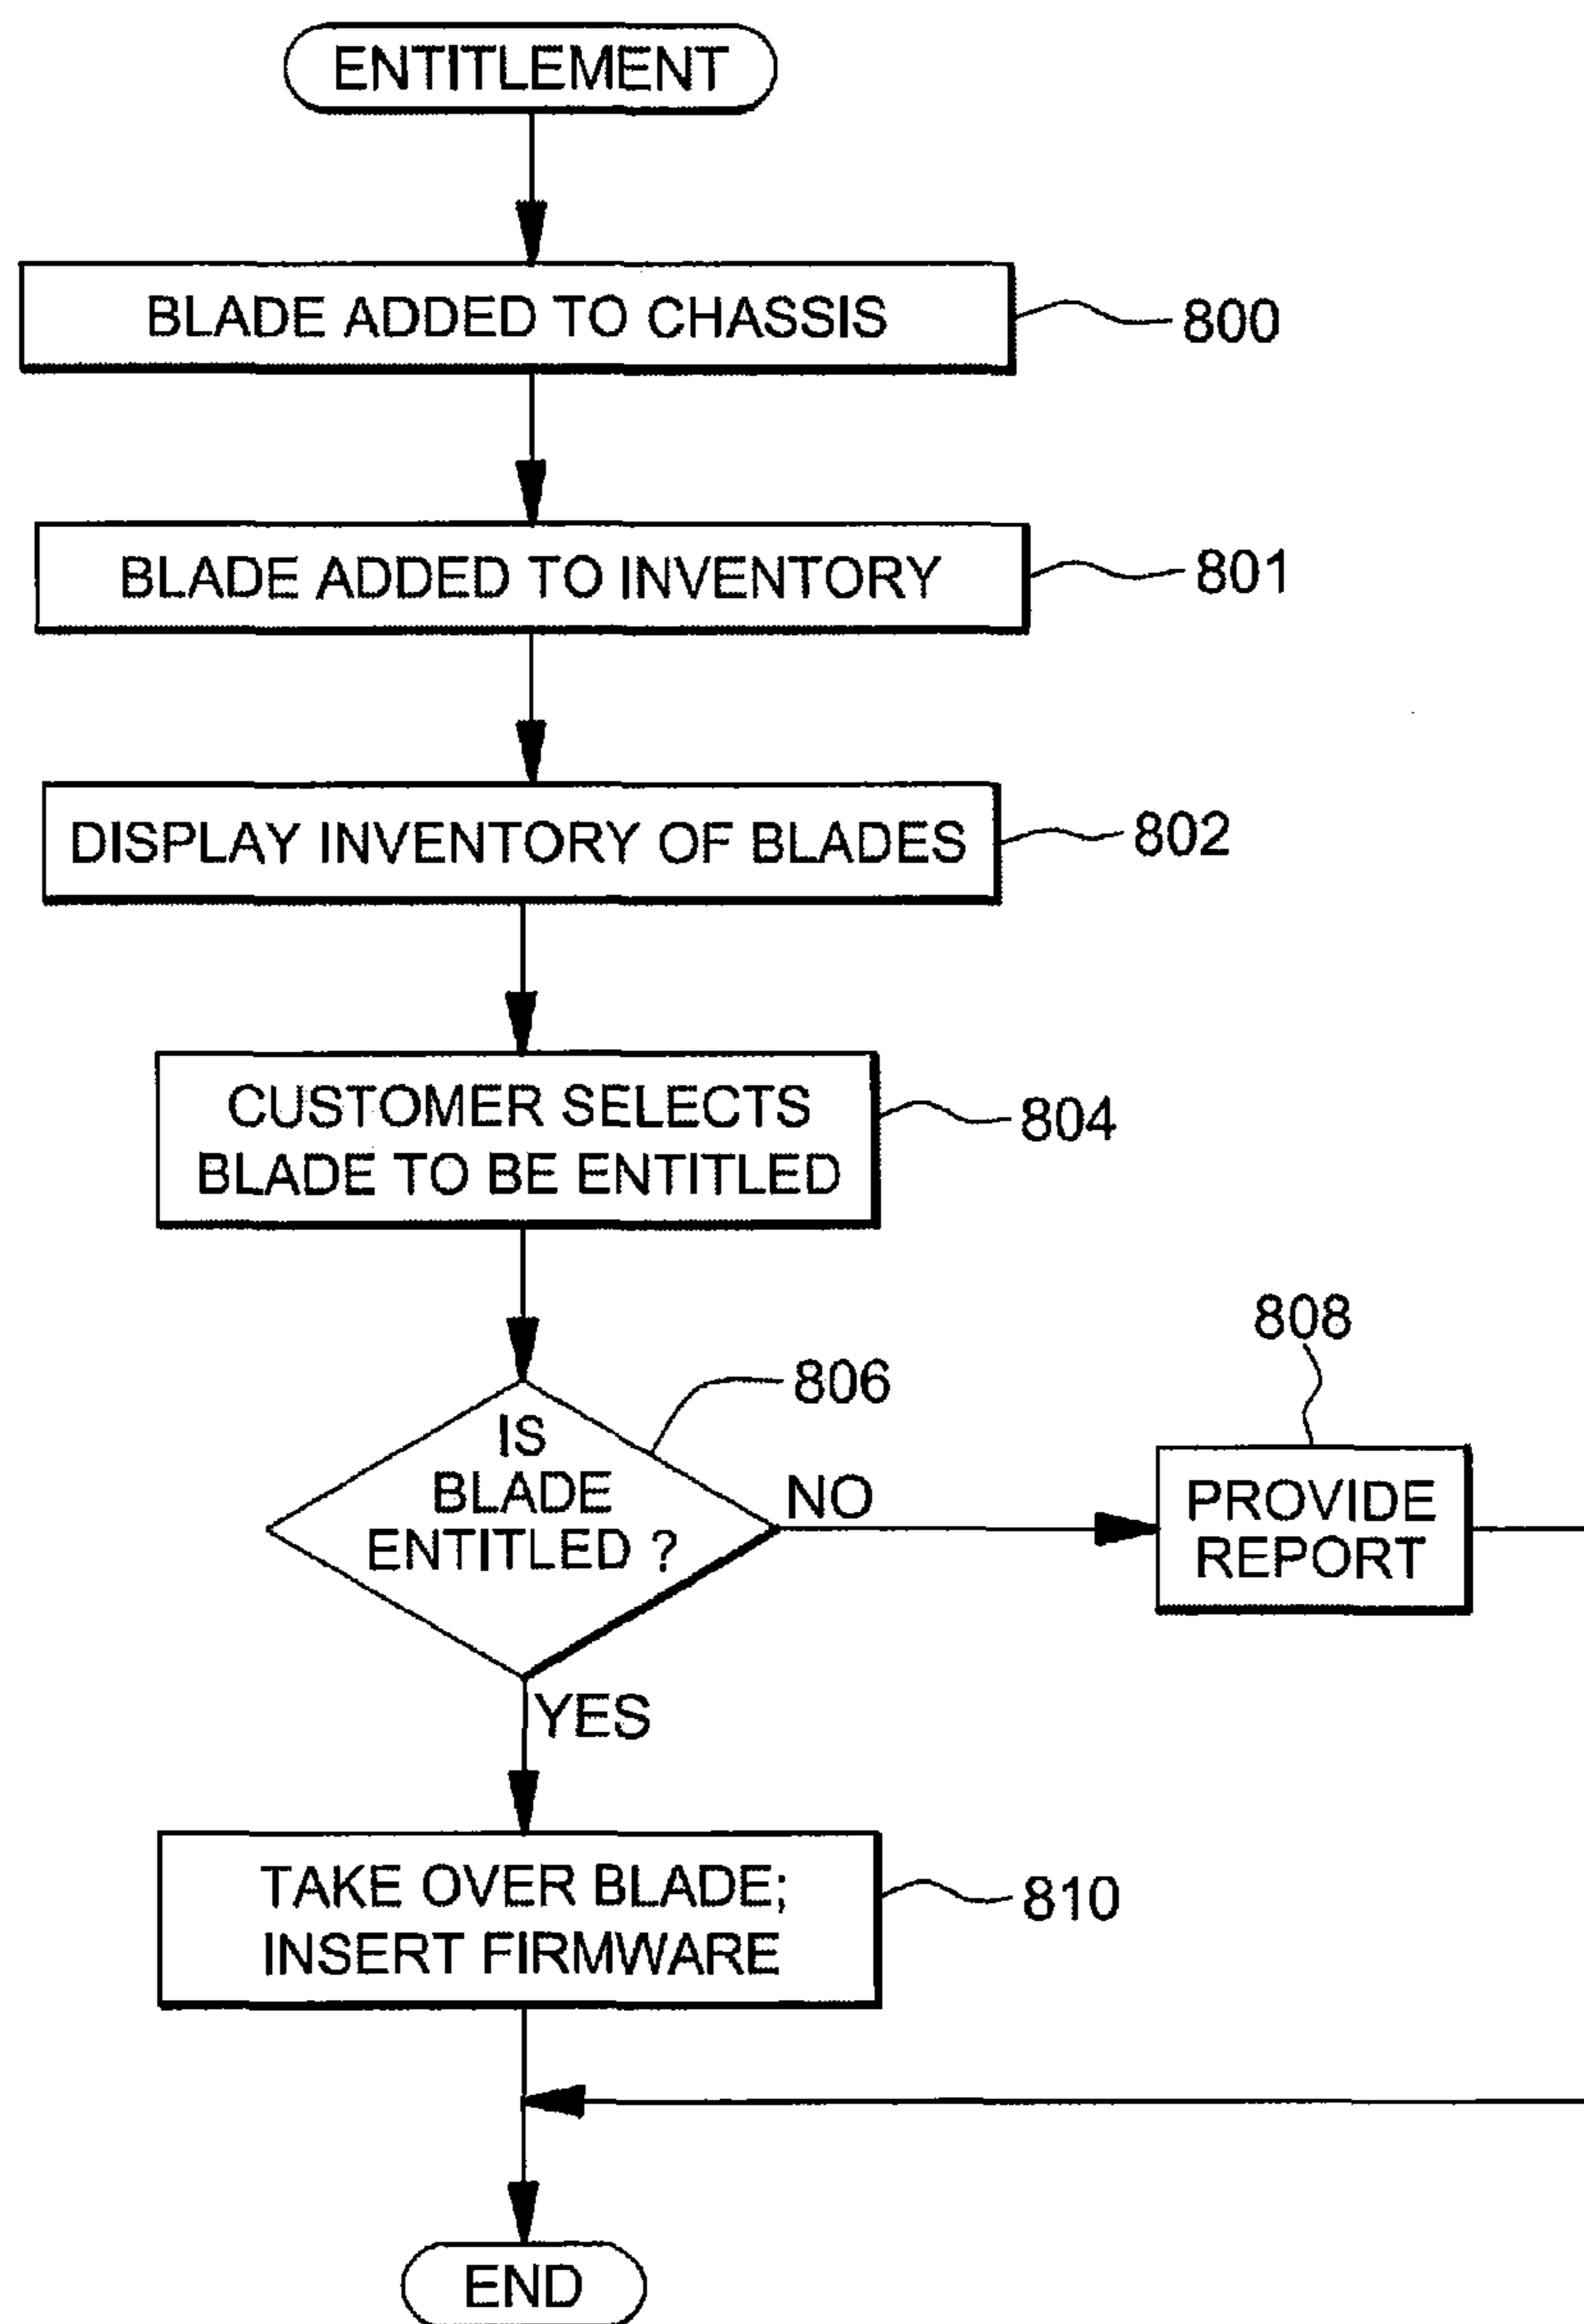 ENTITLEMENT
BLADE ADDED TO CHASSIS
800
BLADE ADDED TO INVENTORY
801
DISPLAY INVENTORY OF BLADES
802
CUSTOMER SELECTS
BLADE TO BE ENTITLED
804
806
IS
BLADE
ENTITLED ?
NO
808
PROVIDE
REPORT
YES
TAKE OVER BLADE;
INSERT FIRMWARE
810
END